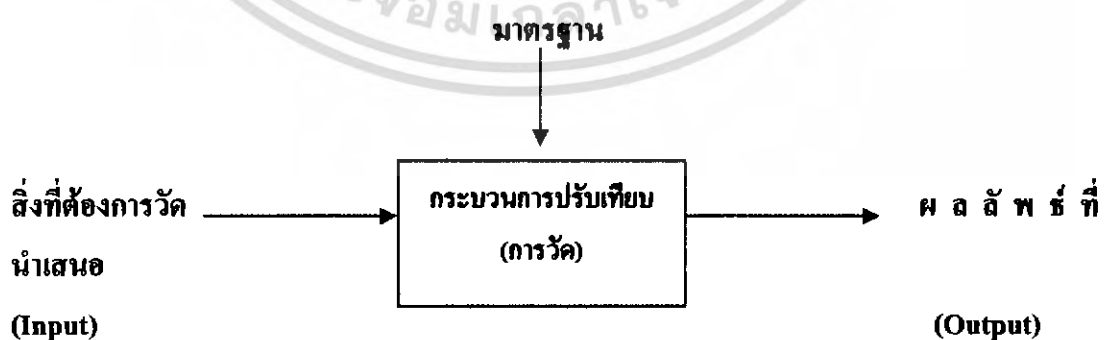 มาตรฐาน
สิ่งที่ต้องการวัด
กระบวนการปรับเทียบ
(การวัด)
ผ ล ลั พ ธ์ ที่
นำเสนอ
(Input)
(Output)